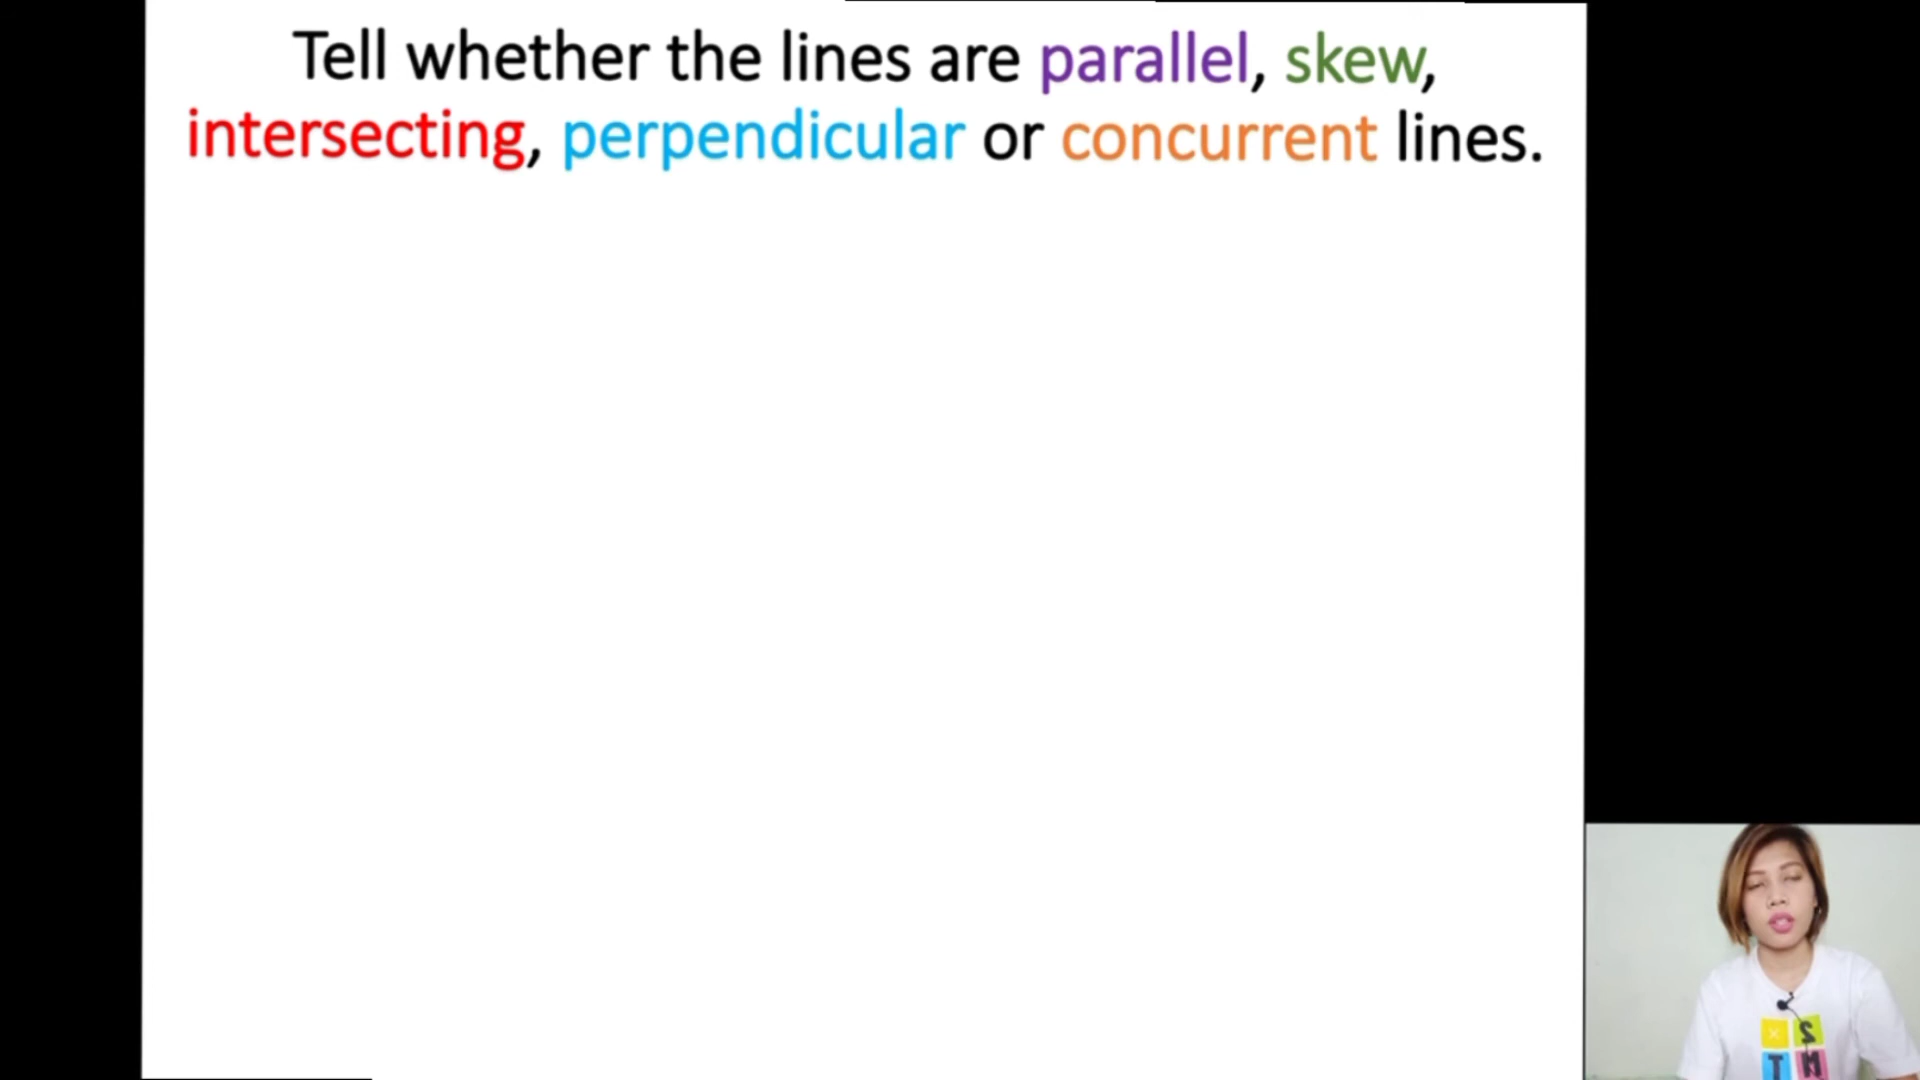 Tell whether the lines are parallel, skew,
intersecting, perpendicular or concurrent lines.